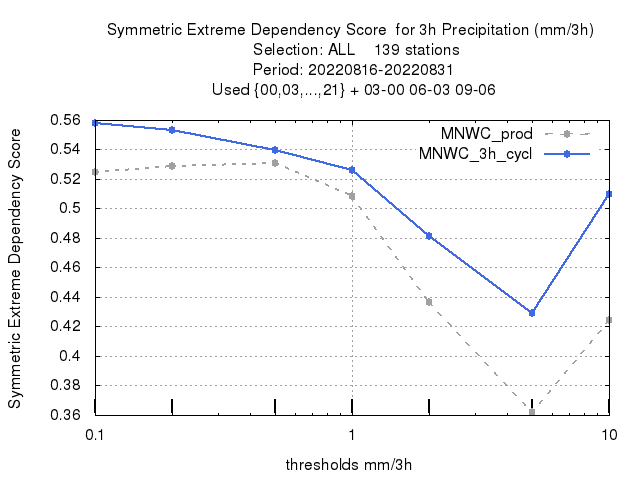 Symmetric Extreme Dependency Score  for 3h Precipitation (mm/3h)
Selection: ALL    139 stations
Period: 20220816-20220831
Used {00,03,...,21} + 03-00 06-03 09-06
MNWC_prod
MNWC_3h_cycl
Symmetric Extreme Dependency Score
0.56
0.54
0.52
0.5
0.48
0.46
0.44
0.42
0.4
0.38
0.36
0.1
1
10
thresholds mm/3h